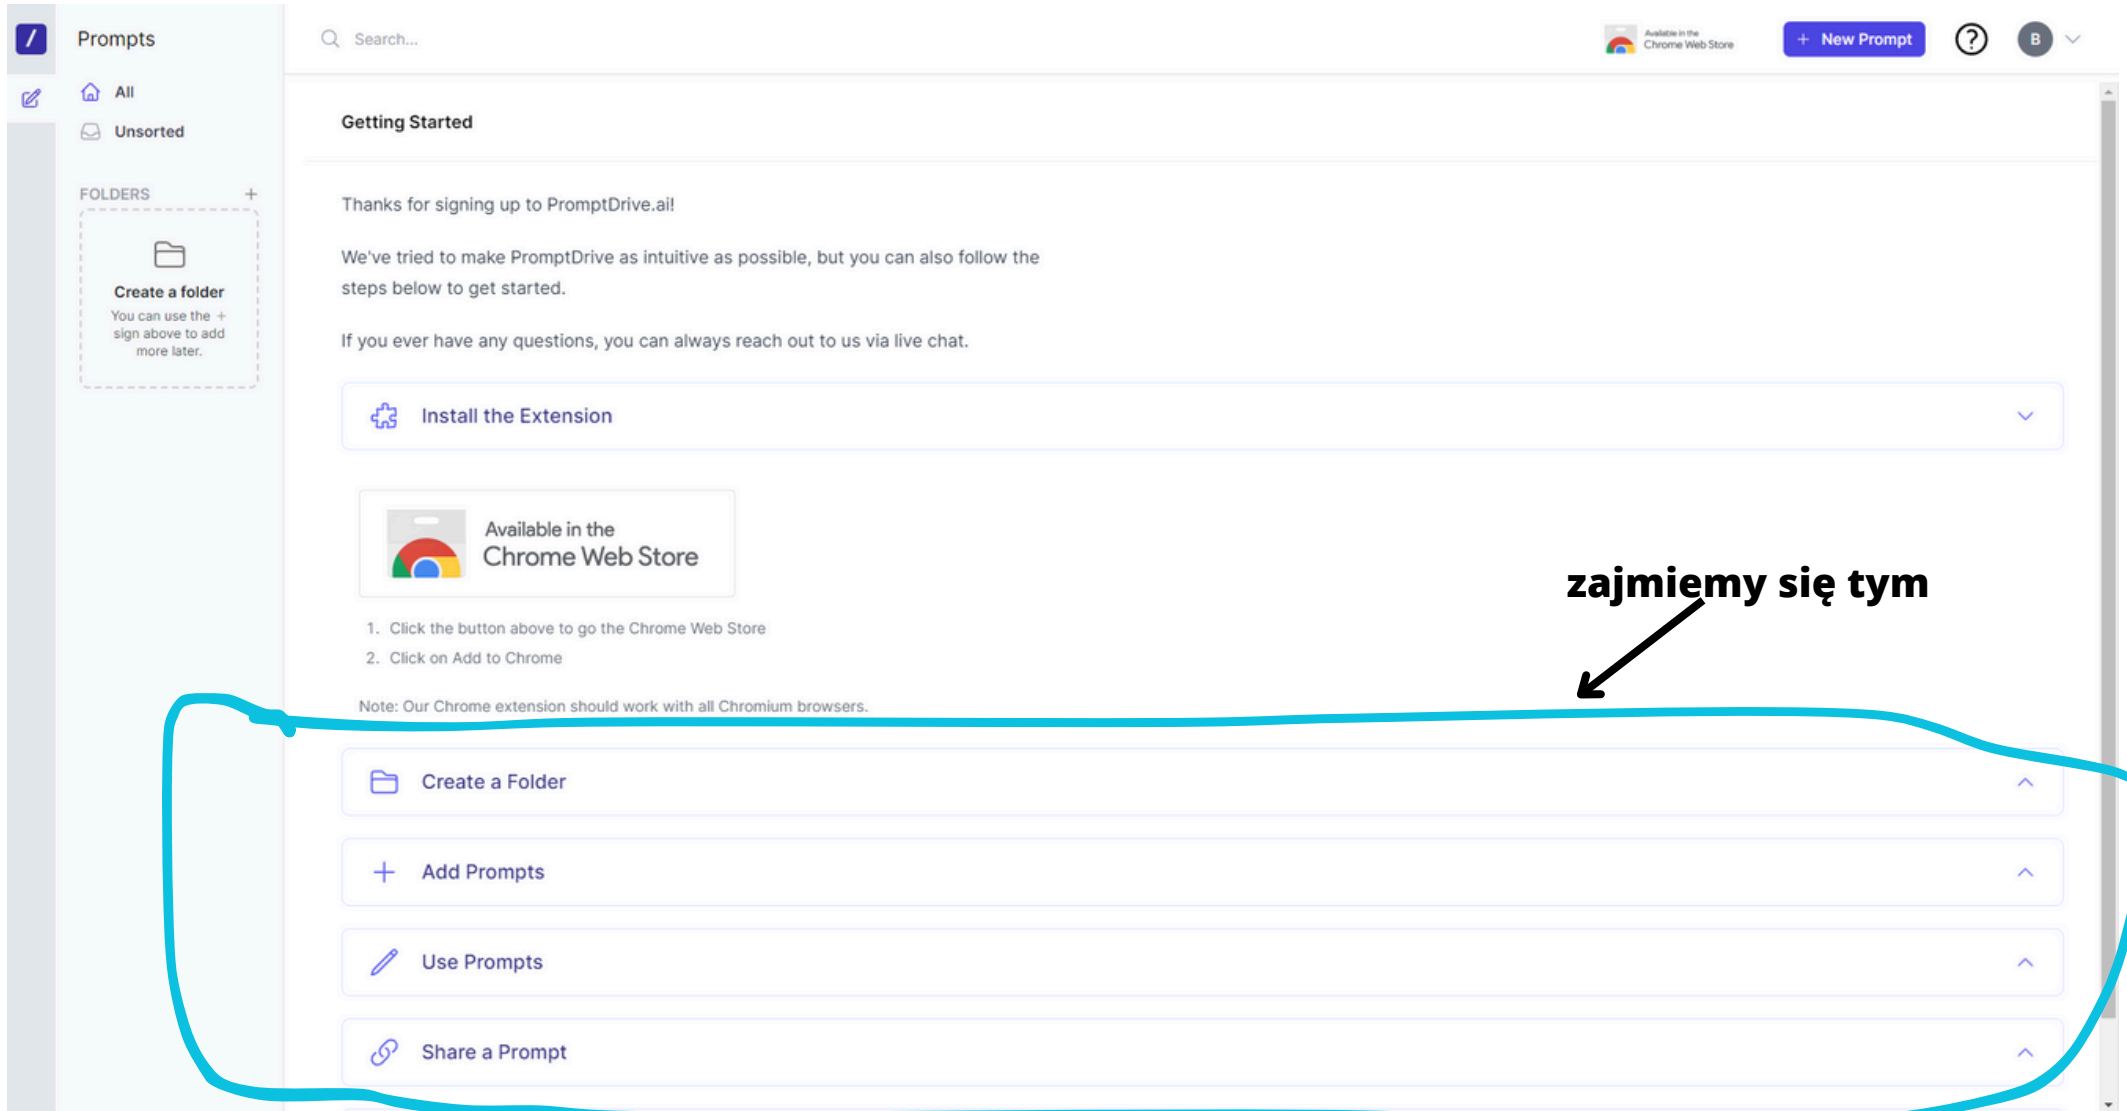 Prompts
All
Unsorted
FOLDERS +
Create a folder
You can use the +
sign above to add
more later.
Search...
Available in the
Chrome Web Store
+ New Prompt
?
B
Getting Started
Thanks for signing up to PromptDrive.ai!
We've tried to make PromptDrive as intuitive as possible, but you can also follow the
steps below to get started.
If you ever have any questions, you can always reach out to us via live chat.
Install the Extension
Available in the
Chrome Web Store
1. Click the button above to go the Chrome Web Store
2. Click on Add to Chrome
Note: Our Chrome extension should work with all Chromium browsers.
zajmiemy się tym
Create a Folder
Add Prompts
Use Prompts
Share a Prompt